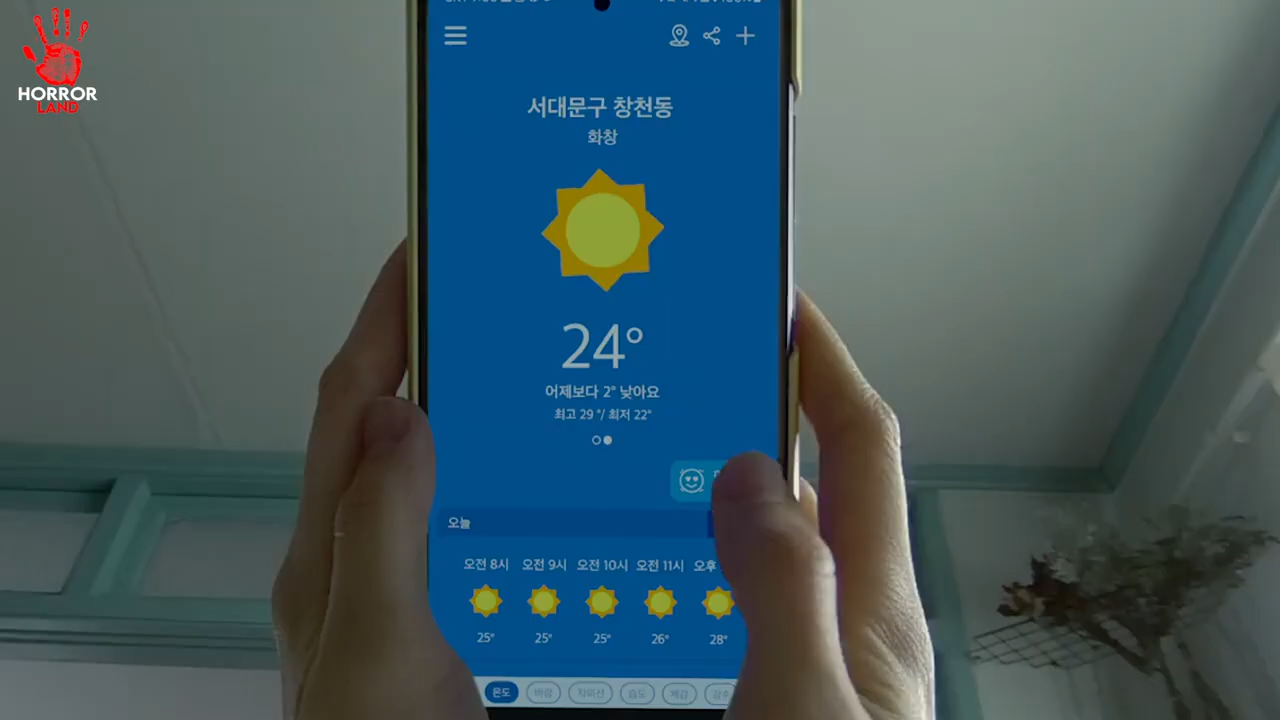 HORROR
LAND
서대문구 창천동
화창
24°
어제보다 2° 낮아요
최고 29 °/ 최저 22°
오늘
오전 8시 오전 9시 오전 10시 오전 11시 오후
25° 25° 25° 26° 28°
온도 바람 자외선 습도 체감